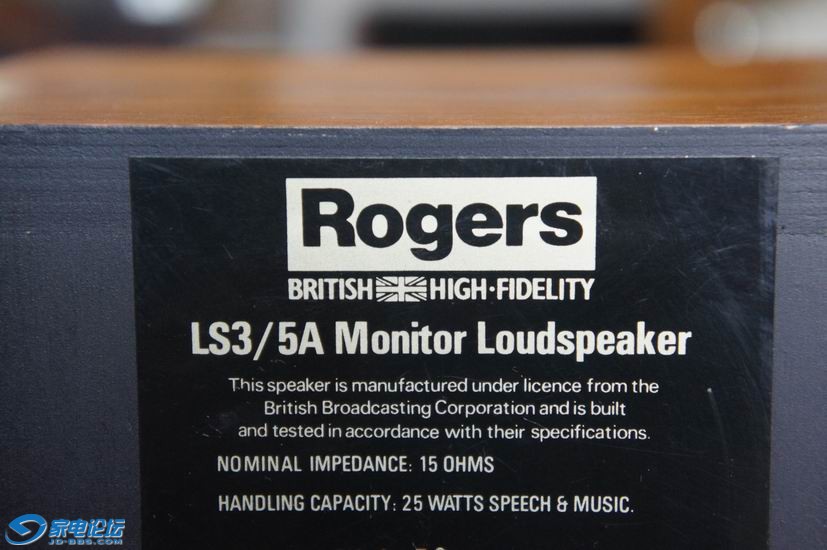 Rogers
BRITISH HIGH·FIDELITY
LS3/5A Monitor Loudspeaker
This speaker is manufactured under licence from the
British Broadcasting Corporation and is built
and tested in accordance with their specifications.
NOMINAL IMPEDANCE: 15 OHMS
HANDLING CAPACITY: 25 WATTS SPEECH & MUSIC.
家电论坛
JD-BBS.COM